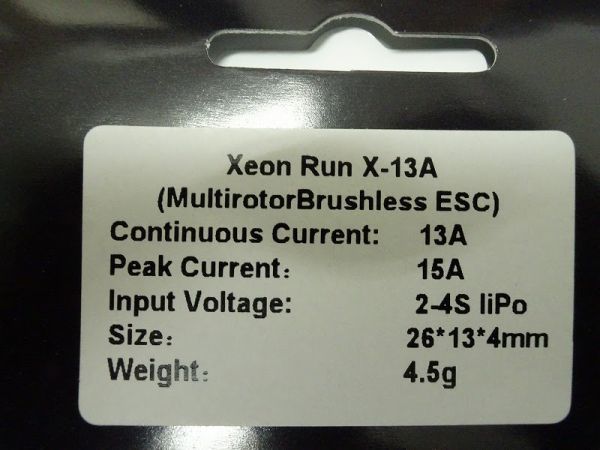 Xeon Run X-13A
(MultirotorBrushless ESC)
Continuous Current: 13A
Peak Current: 15A
Input Voltage: 2-4S liPo
Size: 26*13*4mm
Weight: 4.5g